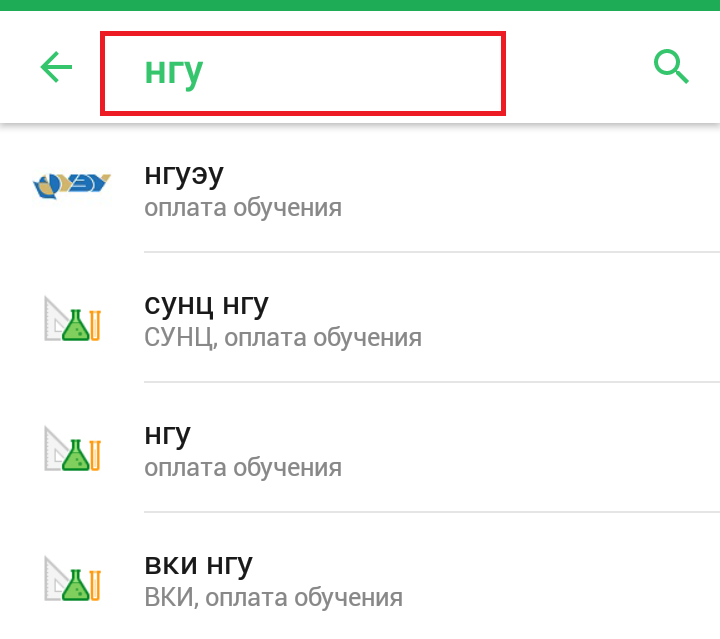 нгу
нгуэу
оплата обучения
сунц нгу
СУНЦ, оплата обучения
нгу
оплата обучения
вки нгу
ВКИ, оплата обучения